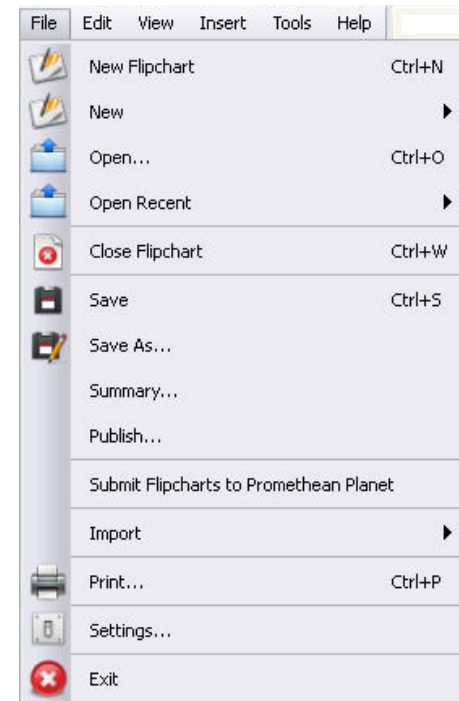 File Edit View Insert Tools Help
New Flipchart Ctrl+N
New
Open... Ctrl+O
Open Recent
Close Flipchart Ctrl+W
Save Ctrl+S
Save As...
Summary...
Publish...
Submit Flipcharts to Promethean Planet
Import
Print... Ctrl+P
Settings...
Exit